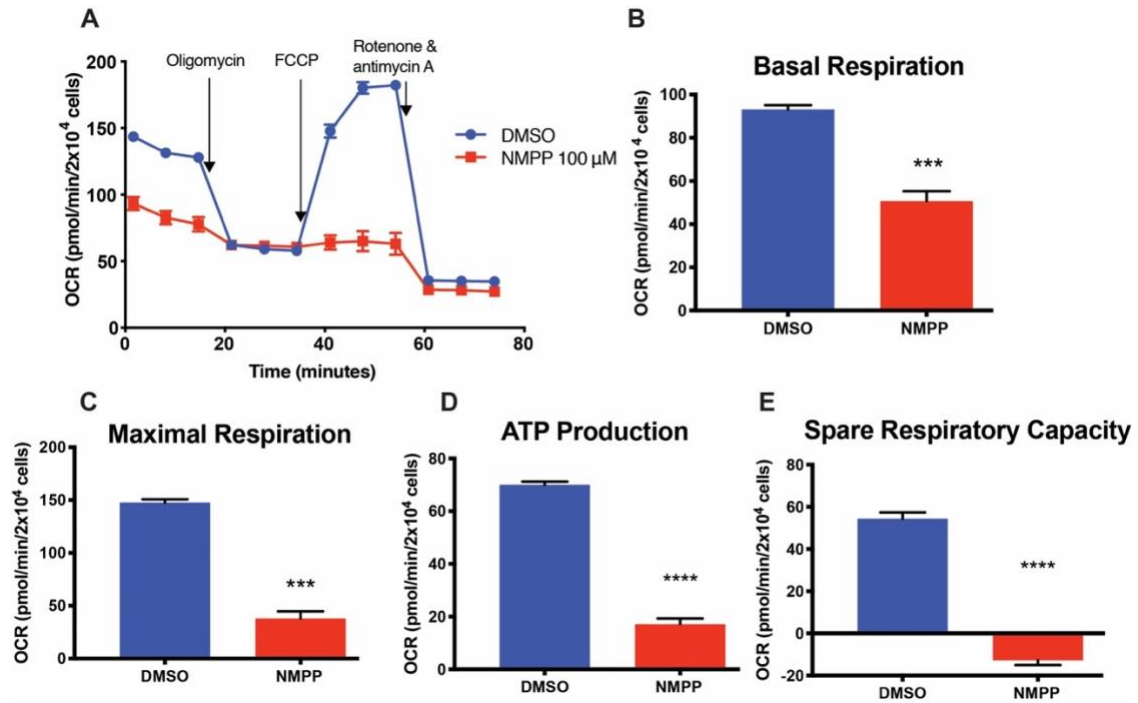 A
OCR (pmol/min/2x10⁴ cells)
200
150
100
50
0
Oligomycin
FCCP
Rotenone &
antimycin A
DMSO
NMPP 100 µM
0
20
40
60
80
Time (minutes)
B
Basal Respiration
OCR (pmol/min/2x10⁴ cells)
100
80
60
40
20
0
***
DMSO
NMPP
C
Maximal Respiration
OCR (pmol/min/2x10⁴ cells)
200
150
100
50
0
***
DMSO
NMPP
D
ATP Production
OCR (pmol/min/2x10⁴ cells)
80
60
40
20
0
****
DMSO
NMPP
E
Spare Respiratory Capacity
OCR (pmol/min/2x10⁴ cells)
80
60
40
20
0
-20
****
DMSO
NMPP